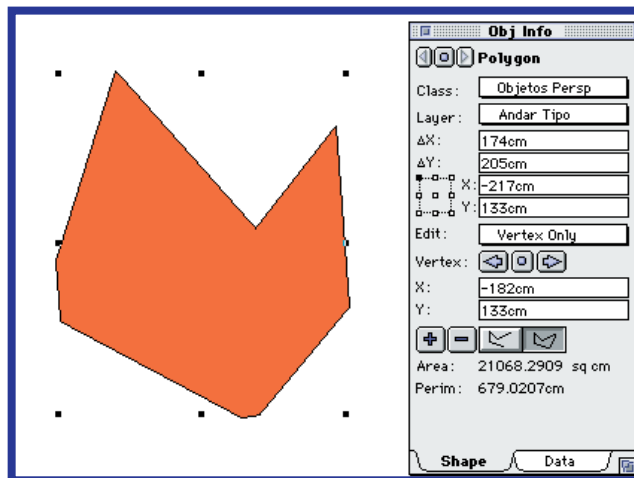 Obj Info
Polygon
Class: Objetos Persp
Layer: Andar Tipo
ΔX: 174cm
ΔY: 205cm
X: -217cm
Y: 133cm
Edit: Vertex Only
Vertex:
X: -182cm
Y: 133cm
Area: 21068.2909 sq cm
Perim: 679.0207cm
Shape Data